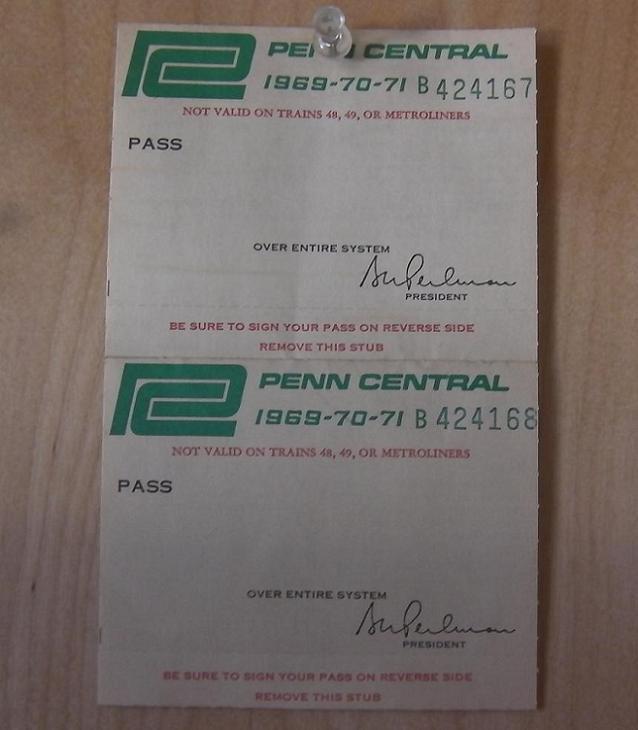 PENN CENTRAL
1969-70-71 B 424167
NOT VALID ON TRAINS 48, 49, OR METROLINERS
PASS
OVER ENTIRE SYSTEM
PRESIDENT
BE SURE TO SIGN YOUR PASS ON REVERSE SIDE
REMOVE THIS STUB
PENN CENTRAL
1969-70-71 B 424168
NOT VALID ON TRAINS 48, 49, OR METROLINERS
PASS
OVER ENTIRE SYSTEM
PRESIDENT
BE SURE TO SIGN YOUR PASS ON REVERSE SIDE
REMOVE THIS STUB